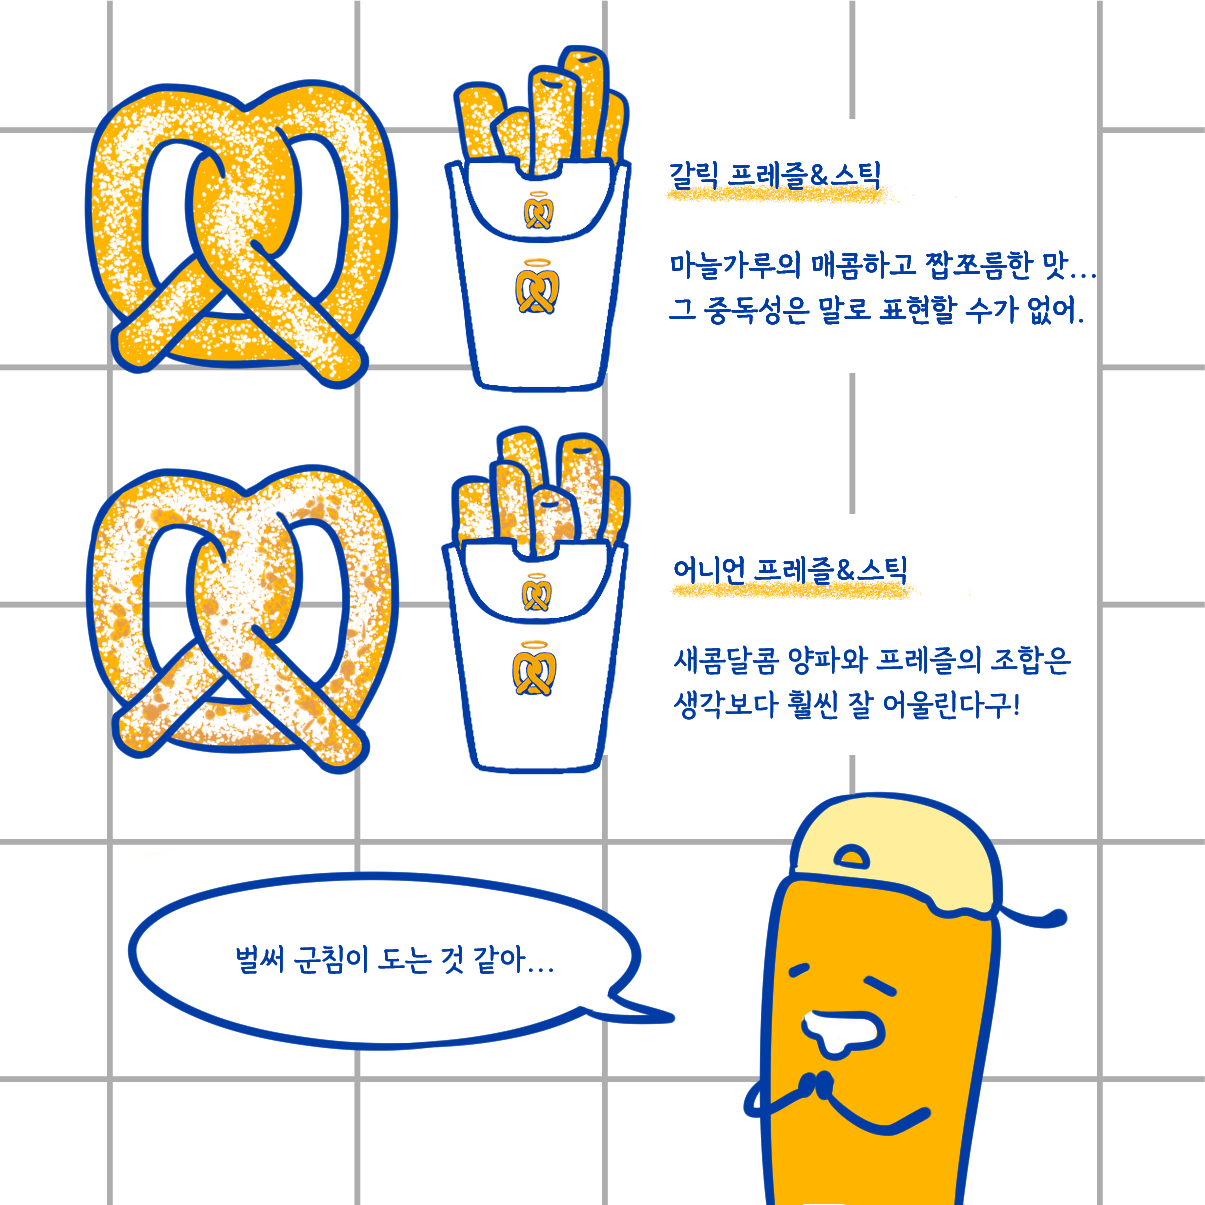 갈릭 프레즐&스틱
마늘가루의 매콤하고 짭쪼름한 맛...
그 중독성은 말로 표현할 수가 없어.
어니언 프레즐&스틱
새콤달콤 양파와 프레즐의 조합은
생각보다 훨씬 잘 어울린다구!
벌써 군침이 도는 것 같아...